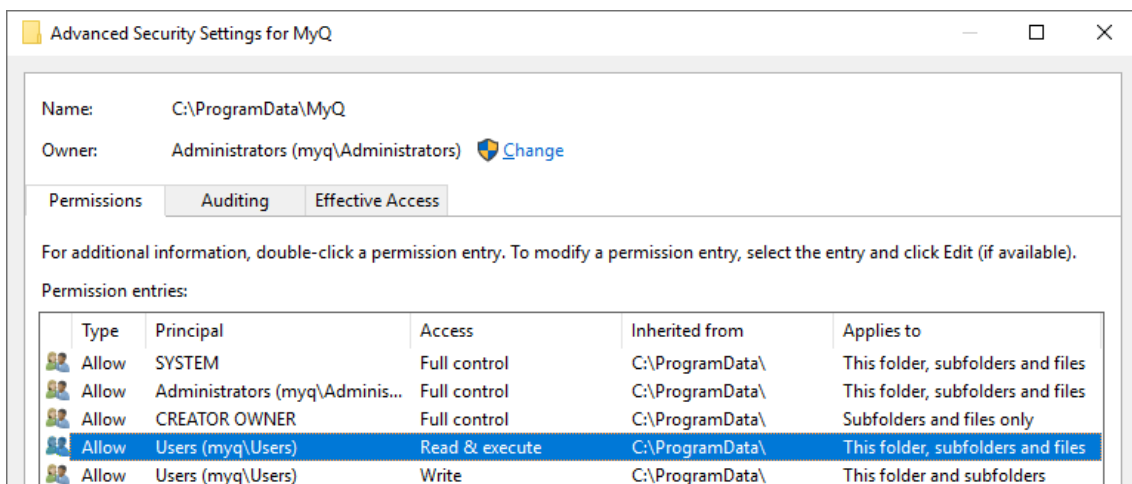 Advanced Security Settings for MyQ
Name: C:\ProgramData\MyQ
Owner: Administrators (myq\Administrators) Change
Permissions Auditing Effective Access
For additional information, double-click a permission entry. To modify a permission entry, select the entry and click Edit (if available).
Permission entries:
Type Principal Access Inherited from Applies to
Allow SYSTEM Full control C:\ProgramData\ This folder, subfolders and files
Allow Administrators (myq\Adminis... Full control C:\ProgramData\ This folder, subfolders and files
Allow CREATOR OWNER Full control C:\ProgramData\ Subfolders and files only
Allow Users (myq\Users) Read & execute C:\ProgramData\ This folder, subfolders and files
Allow Users (myq\Users) Write C:\ProgramData\ This folder and subfolders